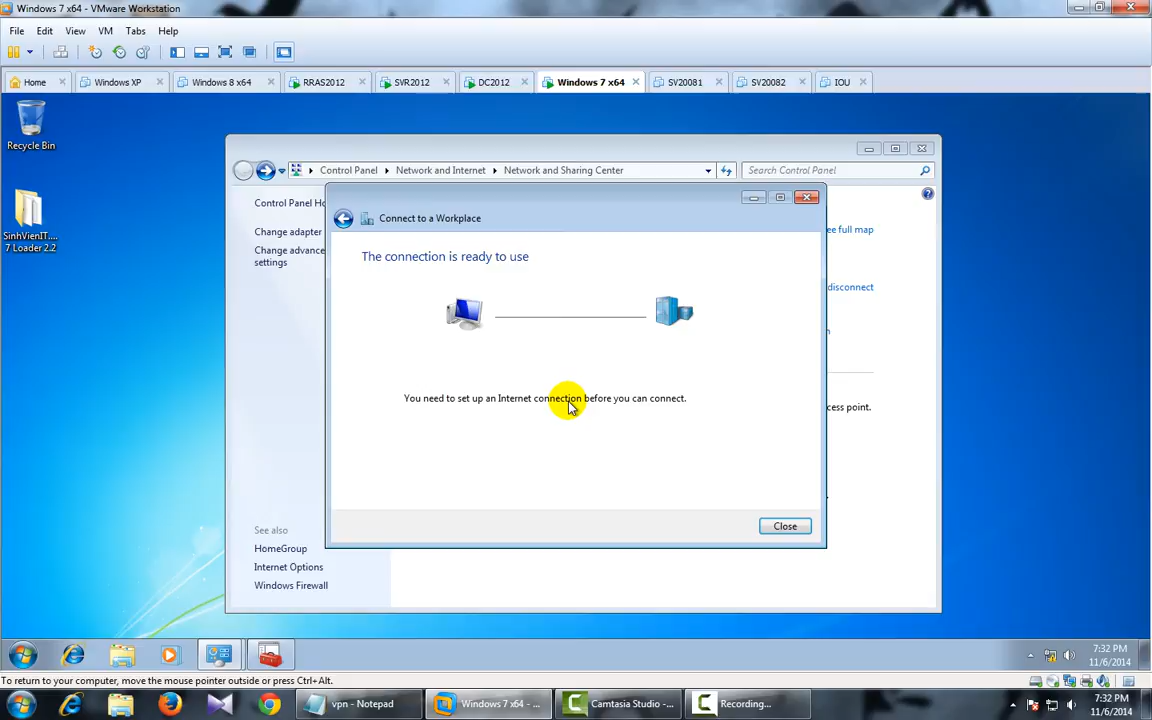 Windows 7 x64 - VMware Workstation
File Edit View VM Tabs Help
Home Windows XP Windows 8 x64 RRAS2012 SVR2012 DC2012 Windows 7 x64 SV20081 SV20082 IOU
Recycle Bin
SinhVienIT....
7 Loader 2.2
Control Panel Network and Internet Network and Sharing Center Search Control Panel
Control Panel Ho
Change adapter
Change advance
settings
ee full map
disconnect
cess point.
Connect to a Workplace
The connection is ready to use
You need to set up an Internet connection before you can connect.
Close
See also
HomeGroup
Internet Options
Windows Firewall
7:32 PM
11/6/2014
To return to your computer, move the mouse pointer outside or press Ctrl+Alt.
vpn - Notepad Windows 7 x64 - ... Camtasia Studio -... Recording...
7:32 PM
11/6/2014